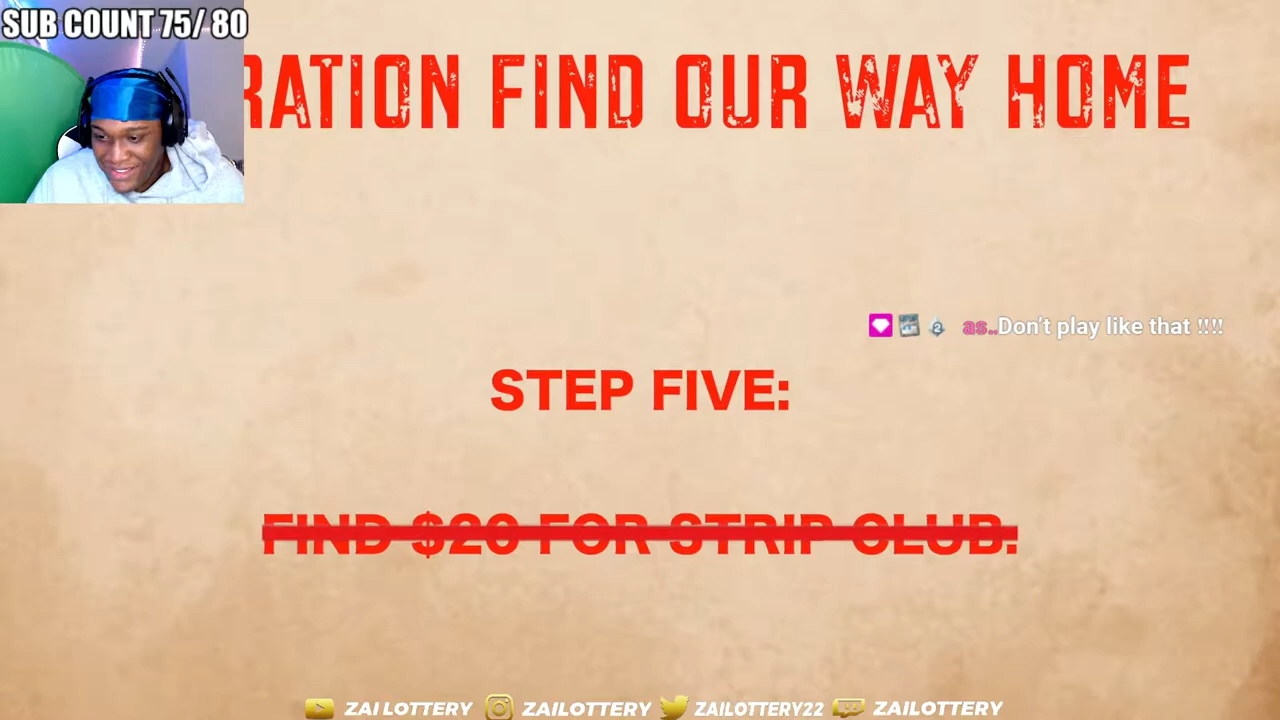 SUB COUNT 75/ 80
RATION FIND OUR WAY HOME
as..Don't play like that !!!!
STEP FIVE:
FIND $20 FOR STRIP CLUB.
ZAI LOTTERY ZAILOTTERY ZAILOTTERY22 ZAILOTTERY